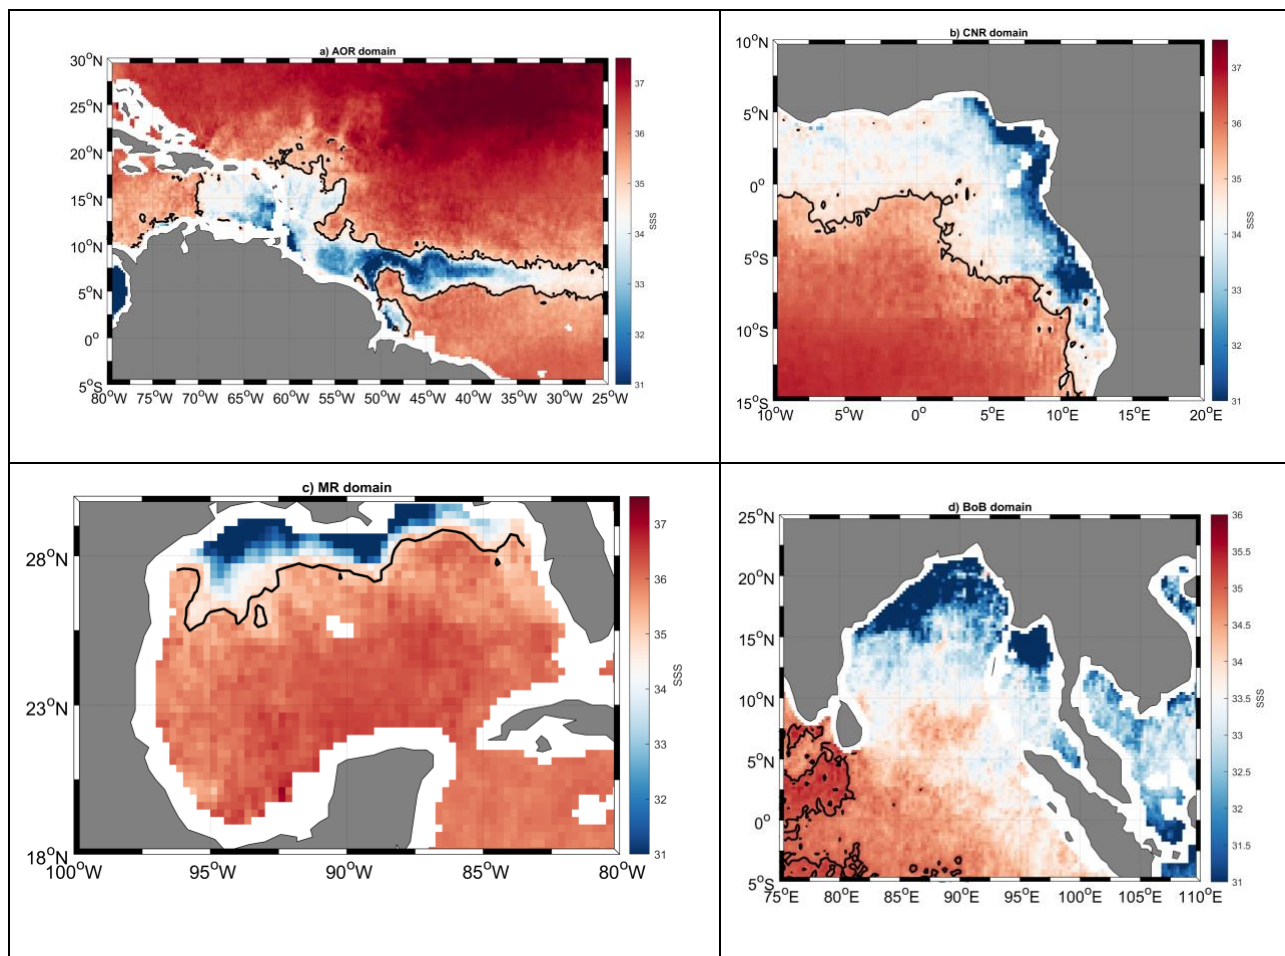 a) AOR domain
30°N
25°N
20°N
15°N
10°N
5°N
0°
5°S
80°W 75°W 70°W 65°W 60°W 55°W 50°W 45°W 40°W 35°W 30°W 25°W
37
36
35
34
33
32
31
SSS
b) CNR domain
10°N
5°N
0°
5°S
10°S
15°S
10°W 5°W 0° 5°E 10°E 15°E 20°E
37
36
35
34
33
32
31
SSS
c) MR domain
28°N
23°N
18°N
100°W 95°W 90°W 85°W 80°W
37
36
35
34
33
32
31
SSS
d) BoB domain
25°N
20°N
15°N
10°N
5°N
0°
5°S
75°E 80°E 85°E 90°E 95°E 100°E 105°E 110°E
36
35.5
35
34.5
34
33.5
33
32.5
32
31.5
31
SSS